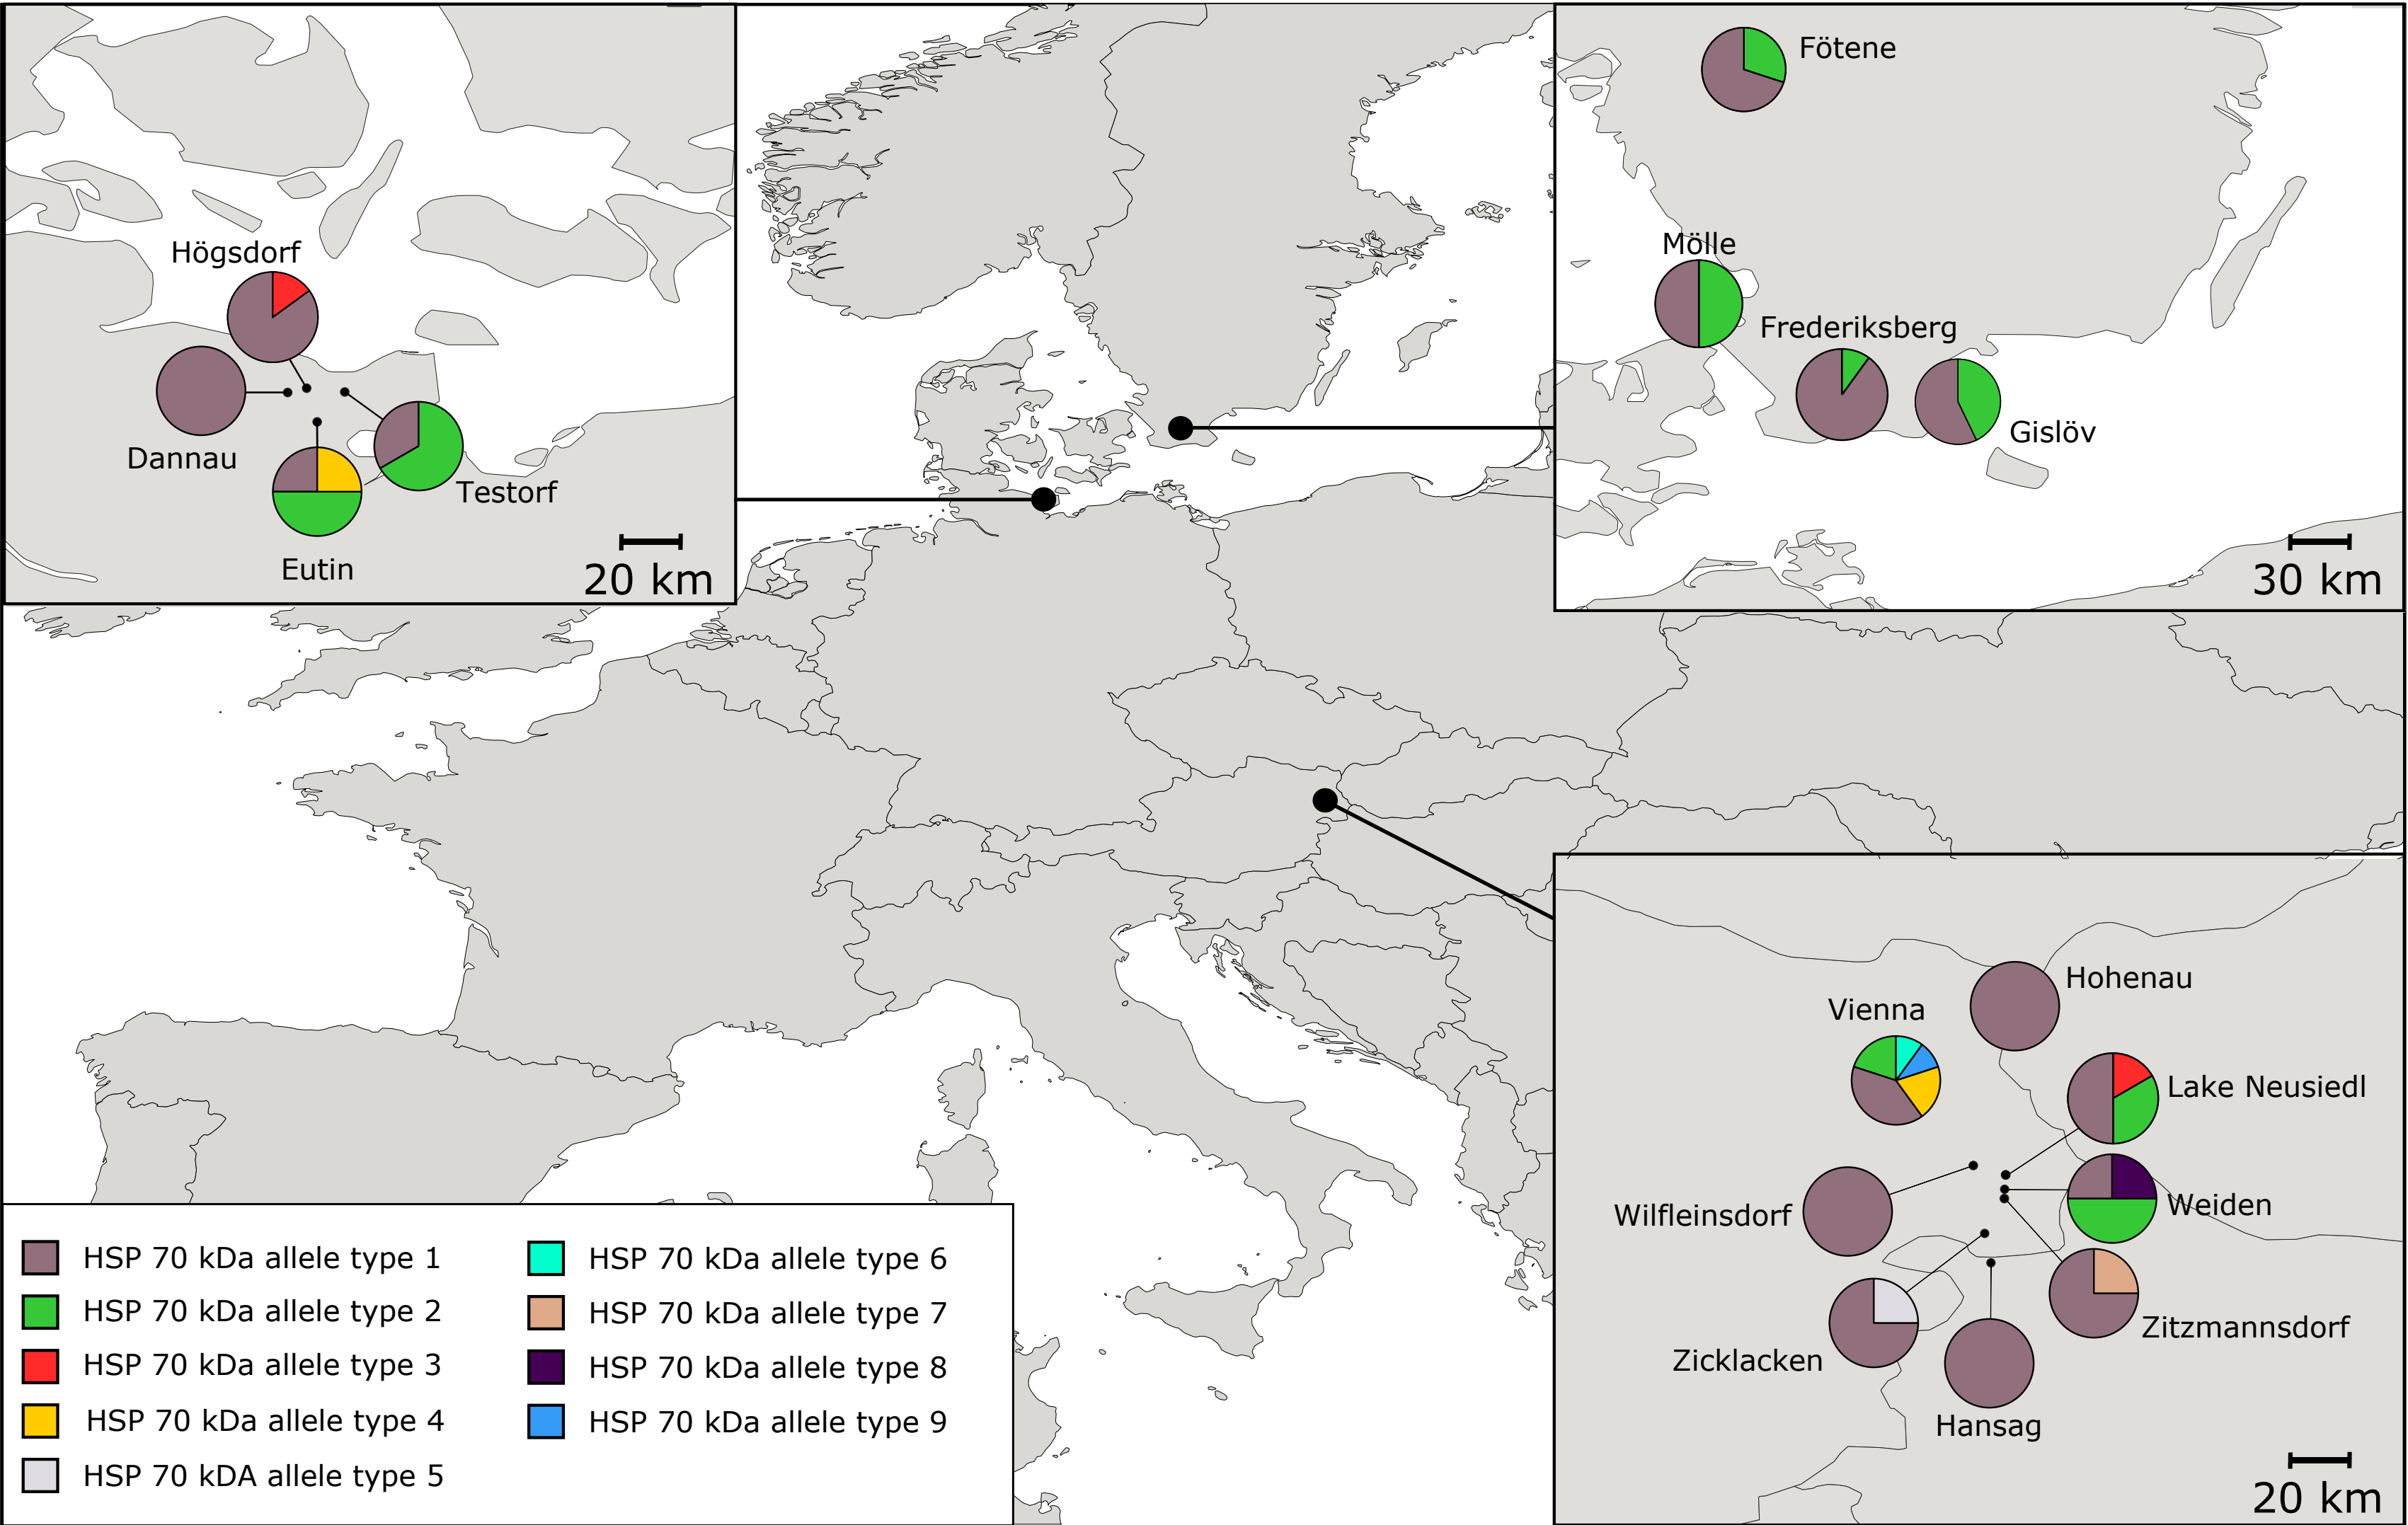 Högsdorf
Dannau
Testorf
Eutin
20 km
Fötene
Mölle
Frederiksberg
Gislöv
30 km
Hohenau
Vienna
Lake Neusiedl
Wilfleinsdorf
Weiden
Zitzmannsdorf
Zicklacken
Hansag
20 km
HSP 70 kDa allele type 1
HSP 70 kDa allele type 2
HSP 70 kDa allele type 3
HSP 70 kDa allele type 4
HSP 70 kDA allele type 5
HSP 70 kDa allele type 6
HSP 70 kDa allele type 7
HSP 70 kDa allele type 8
HSP 70 kDa allele type 9